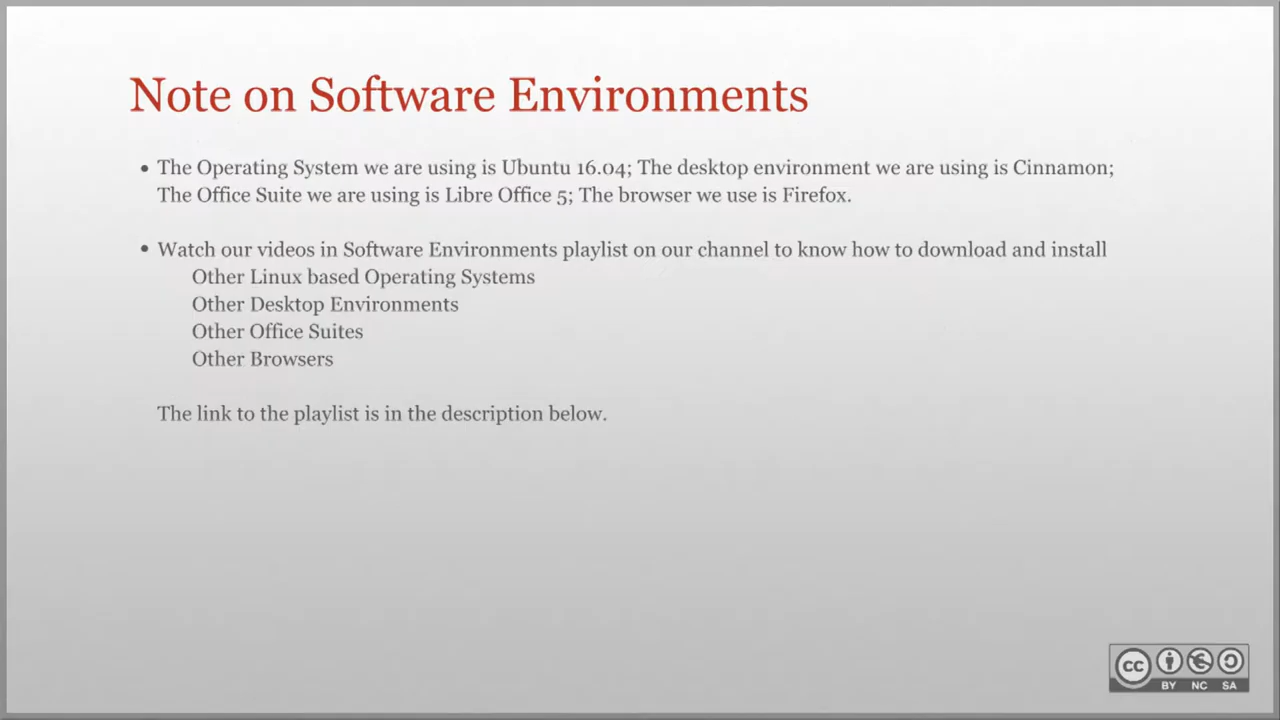 Note on Software Environments
• The Operating System we are using is Ubuntu 16.04; The desktop environment we are using is Cinnamon;
The Office Suite we are using is Libre Office 5; The browser we use is Firefox.
• Watch our videos in Software Environments playlist on our channel to know how to download and install
Other Linux based Operating Systems
Other Desktop Environments
Other Office Suites
Other Browsers
The link to the playlist is in the description below.
cc
BY NC SA